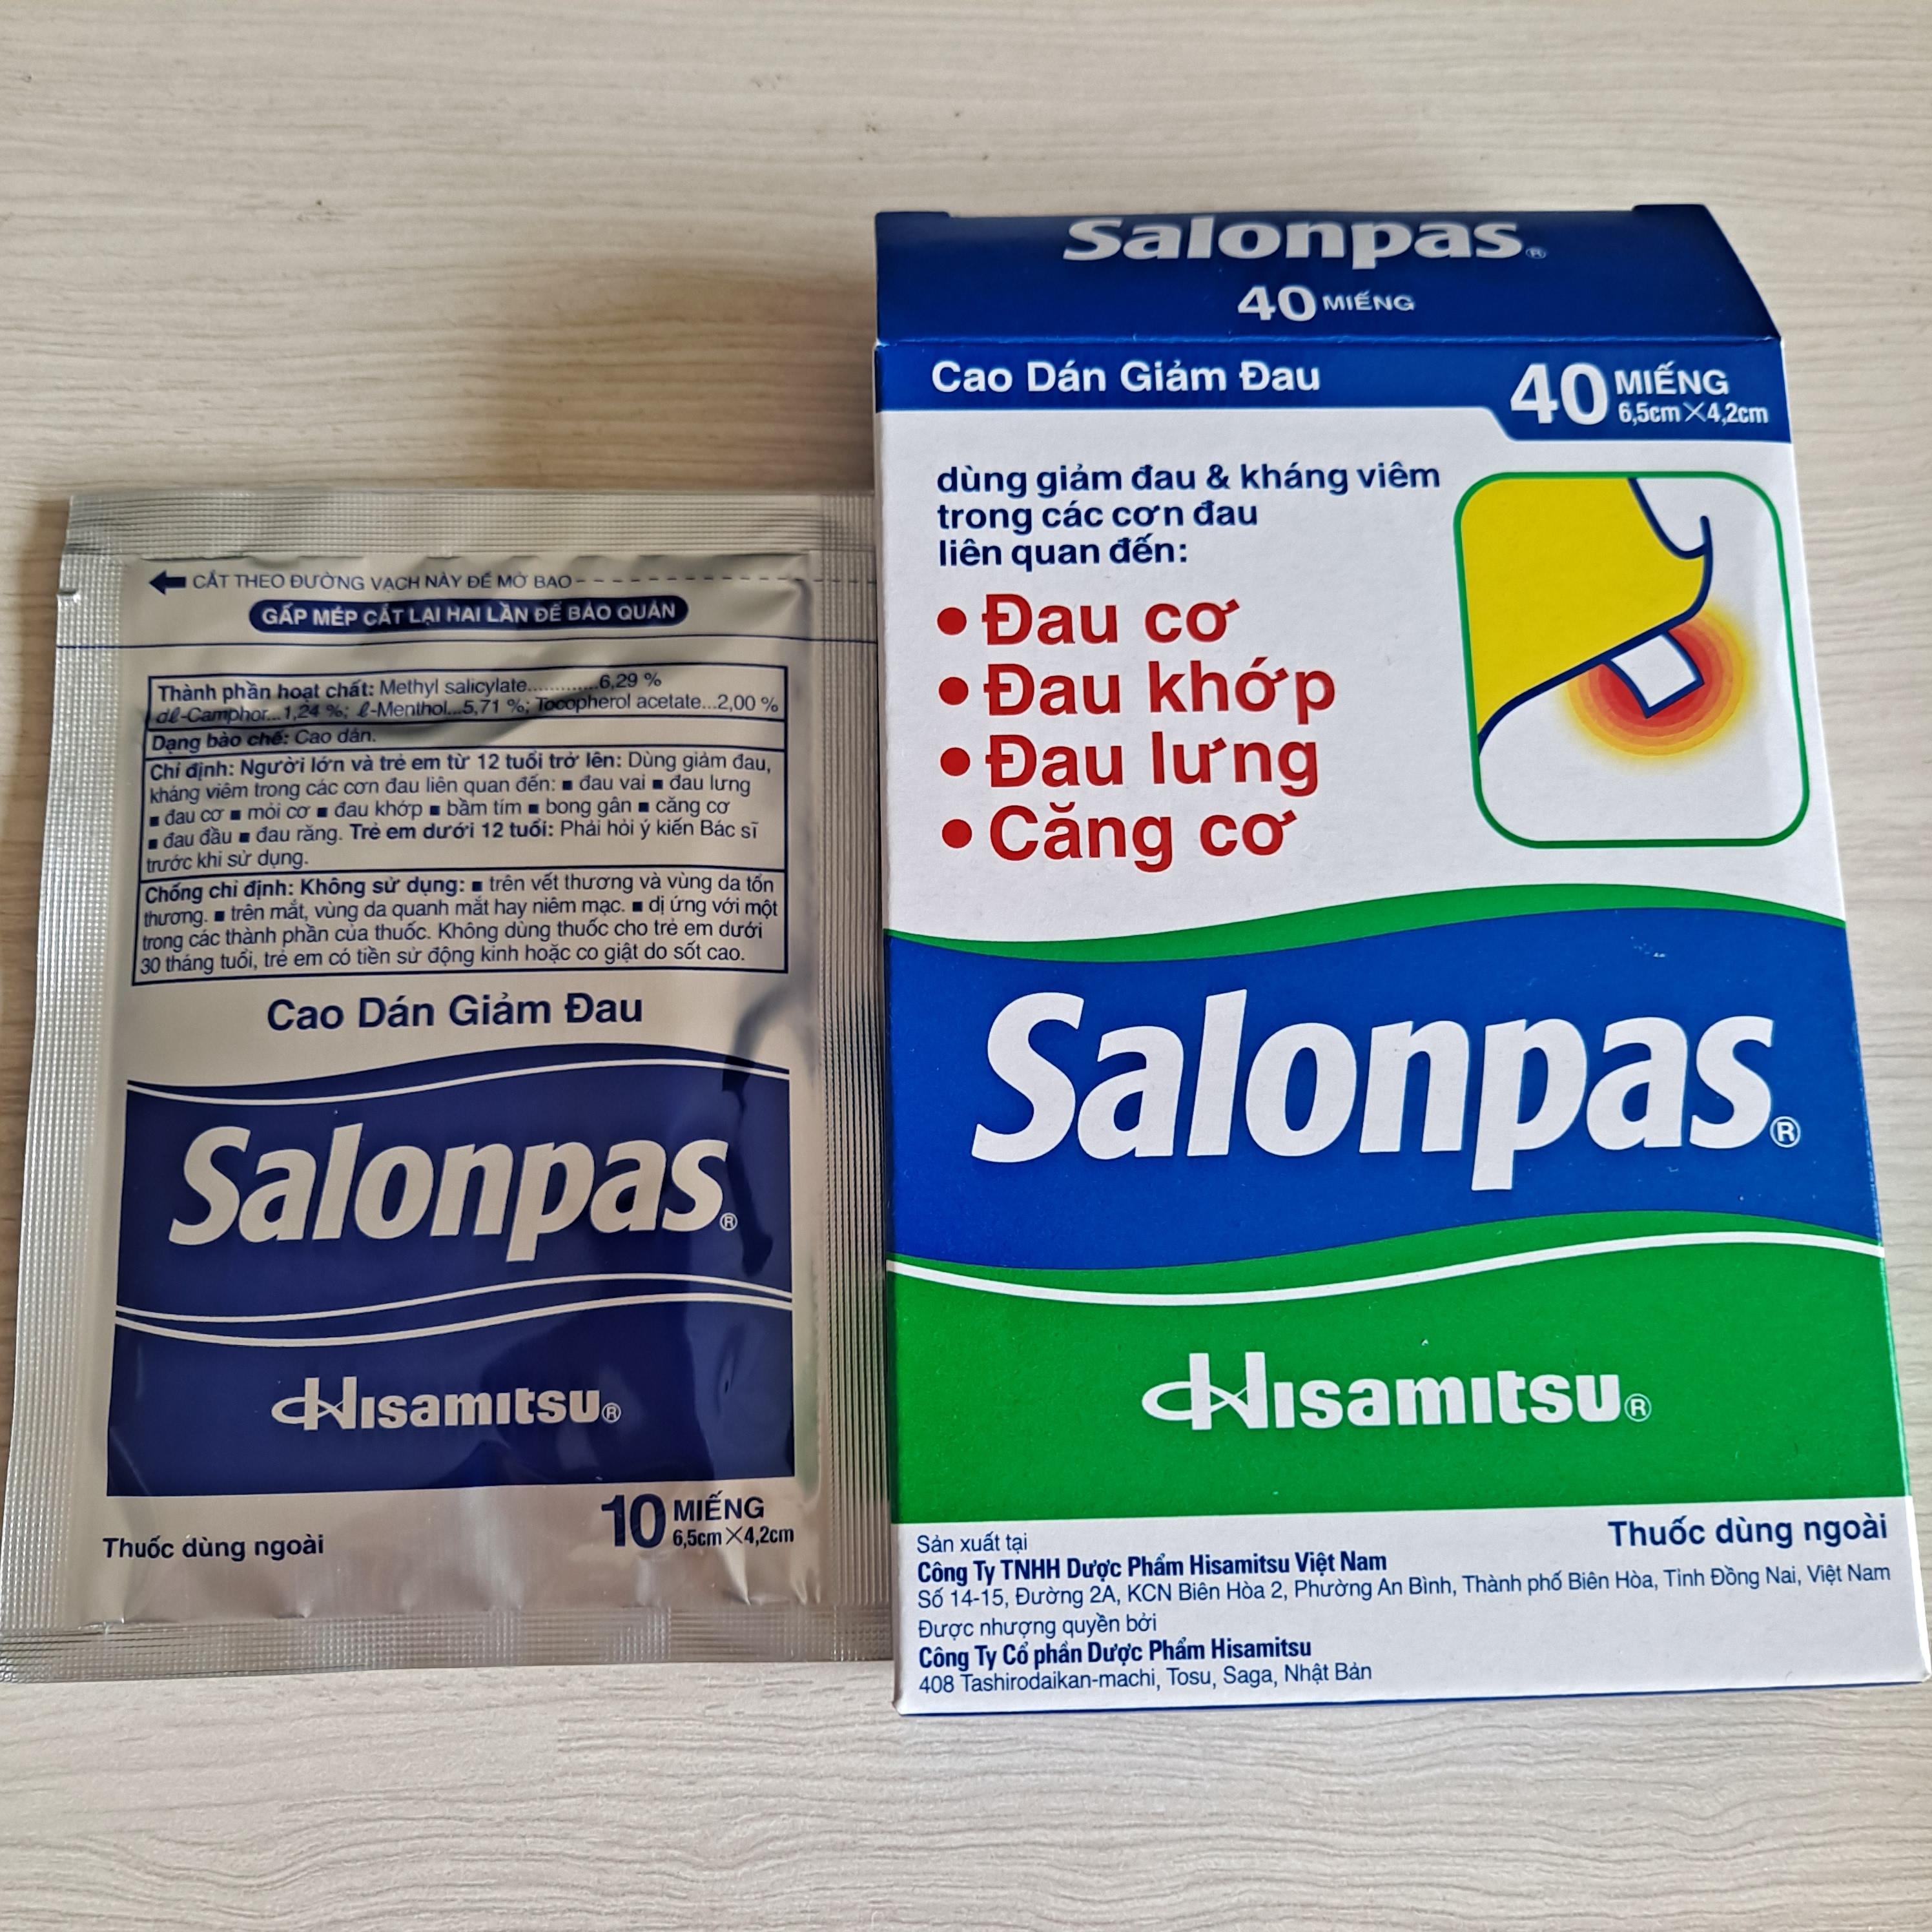 CẮT THEO ĐƯỜNG VẠCH NÀY ĐỂ MỞ BAO
GẤP MÉP CẮT LẠI HAI LẦN ĐỂ BẢO QUẢN
Thành phần hoạt chất: Methyl salicylate.............6,29 %
dℓ-Camphor...1,24 %; ℓ-Menthol...5,71 %; Tocopherol acetate...2,00 %
Dạng bào chế: Cao dán.
Chỉ định: Người lớn và trẻ em từ 12 tuổi trở lên: Dùng giảm đau,
kháng viêm trong các cơn đau liên quan đến: ■ đau vai ■ đau lưng
■ đau cơ ■ mỏi cơ ■ đau khớp ■ bầm tím ■ bong gân ■ căng cơ
■ đau đầu ■ đau răng. Trẻ em dưới 12 tuổi: Phải hỏi ý kiến Bác sĩ
trước khi sử dụng.
Chống chỉ định: Không sử dụng: ■ trên vết thương và vùng da tổn
thương. ■ trên mắt, vùng da quanh mắt hay niêm mạc. ■ dị ứng với một
trong các thành phần của thuốc. Không dùng thuốc cho trẻ em dưới
30 tháng tuổi, trẻ em có tiền sử động kinh hoặc co giật do sốt cao.
Cao Dán Giảm Đau
Salonpas®
Hisamitsu®
Thuốc dùng ngoài
10 MIẾNG
6,5cm×4,2cm
Salonpas®
40 MIẾNG
Cao Dán Giảm Đau
40 MIẾNG
6,5cm×4,2cm
dùng giảm đau & kháng viêm
trong các cơn đau
liên quan đến:
• Đau cơ
• Đau khớp
• Đau lưng
• Căng cơ
Salonpas®
Hisamitsu®
Thuốc dùng ngoài
Sản xuất tại
Công Ty TNHH Dược Phẩm Hisamitsu Việt Nam
Số 14-15, Đường 2A, KCN Biên Hòa 2, Phường An Bình, Thành phố Biên Hòa, Tỉnh Đồng Nai, Việt Nam
Được nhượng quyền bởi
Công Ty Cổ phần Dược Phẩm Hisamitsu
408 Tashirodaikan-machi, Tosu, Saga, Nhật Bản